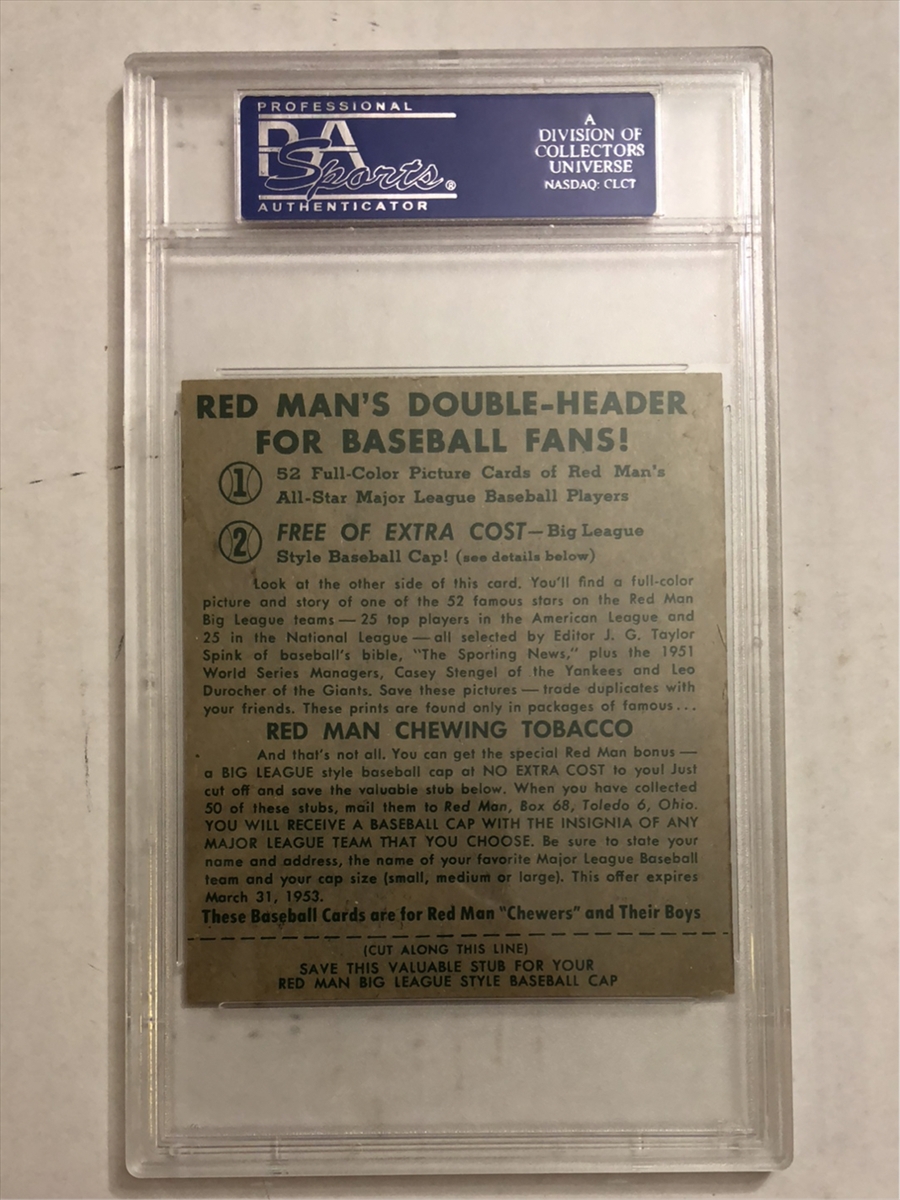 PROFESSIONAL
PSA
Sports®
AUTHENTICATOR
A
DIVISION OF
COLLECTORS
UNIVERSE
NASDAQ: CLCT
RED MAN'S DOUBLE-HEADER
FOR BASEBALL FANS!
1 52 Full-Color Picture Cards of Red Man's
All-Star Major League Baseball Players
2 FREE OF EXTRA COST—Big League
Style Baseball Cap! (see details below)
Look at the other side of this card. You'll find a full-color
picture and story of one of the 52 famous stars on the Red Man
Big League teams — 25 top players in the American League and
25 in the National League — all selected by Editor J. G. Taylor
Spink of baseball's bible, "The Sporting News," plus the 1951
World Series Managers, Casey Stengel of the Yankees and Leo
Durocher of the Giants. Save these pictures — trade duplicates with
your friends. These prints are found only in packages of famous...
RED MAN CHEWING TOBACCO
And that's not all. You can get the special Red Man bonus —
a BIG LEAGUE style baseball cap at NO EXTRA COST to you! Just
cut off and save the valuable stub below. When you have collected
50 of these stubs, mail them to Red Man, Box 68, Toledo 6, Ohio.
YOU WILL RECEIVE A BASEBALL CAP WITH THE INSIGNIA OF ANY
MAJOR LEAGUE TEAM THAT YOU CHOOSE. Be sure to state your
name and address, the name of your favorite Major League Baseball
team and your cap size (small, medium or large). This offer expires
March 31, 1953.
These Baseball Cards are for Red Man "Chewers" and Their Boys
(CUT ALONG THIS LINE)
SAVE THIS VALUABLE STUB FOR YOUR
RED MAN BIG LEAGUE STYLE BASEBALL CAP